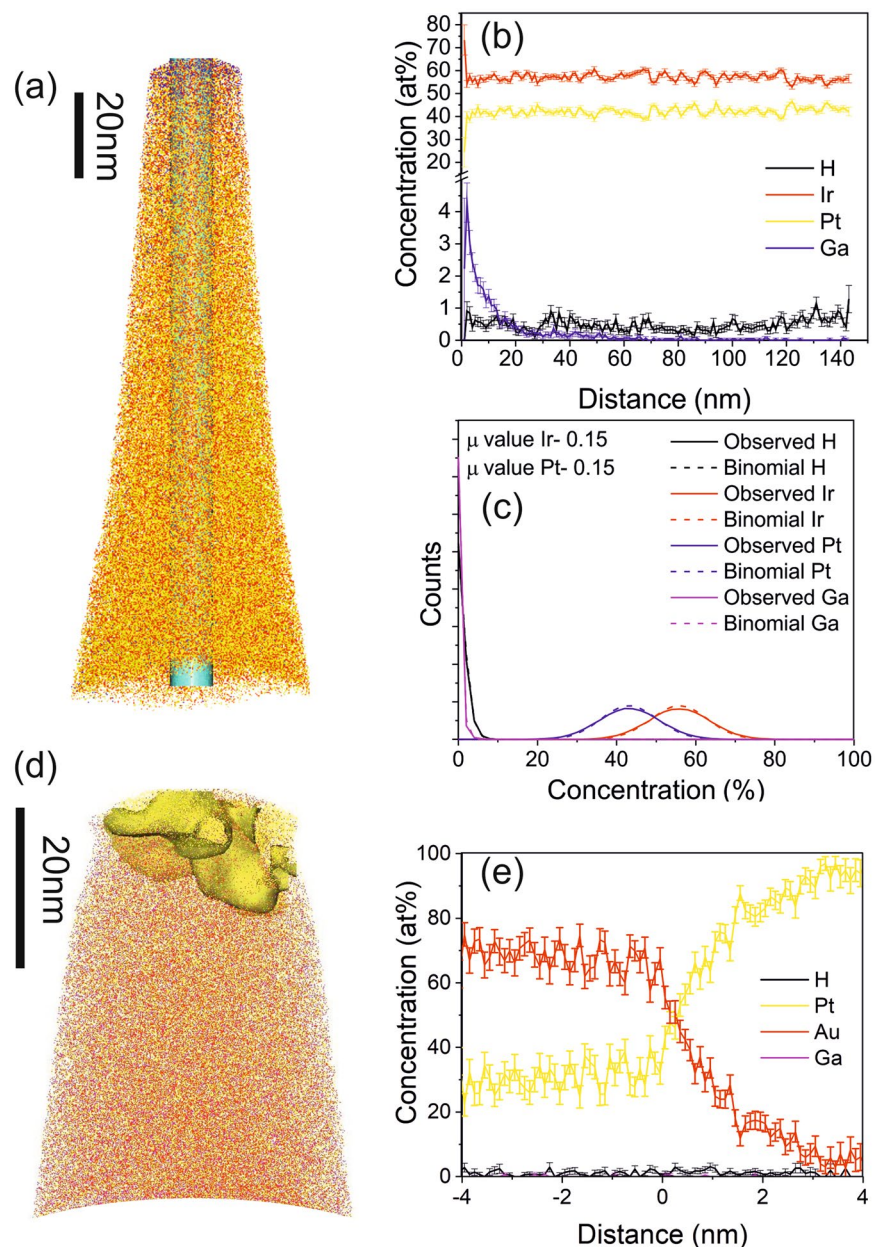 (a)
20nm
(b)
Concentration (at%)
80
70
60
50
40
30
20
4
3
2
1
0
H
Ir
Pt
Ga
0 20 40 60 80 100 120 140
Distance (nm)
(c)
μ value Ir- 0.15
μ value Pt- 0.15
Observed H
Binomial H
Observed Ir
Binomial Ir
Observed Pt
Binomial Pt
Observed Ga
Binomial Ga
Counts
0 20 40 60 80 100
Concentration (%)
(d)
20nm
(e)
Concentration (at%)
100
80
60
40
20
0
H
Pt
Au
Ga
-4 -2 0 2 4
Distance (nm)